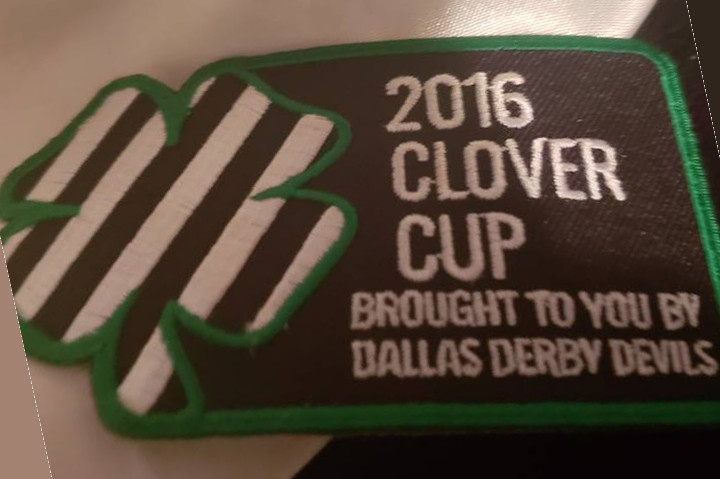 2016
CLOVER
CUP
BROUGHT TO YOU BY
DALLAS DERBY DEVILS